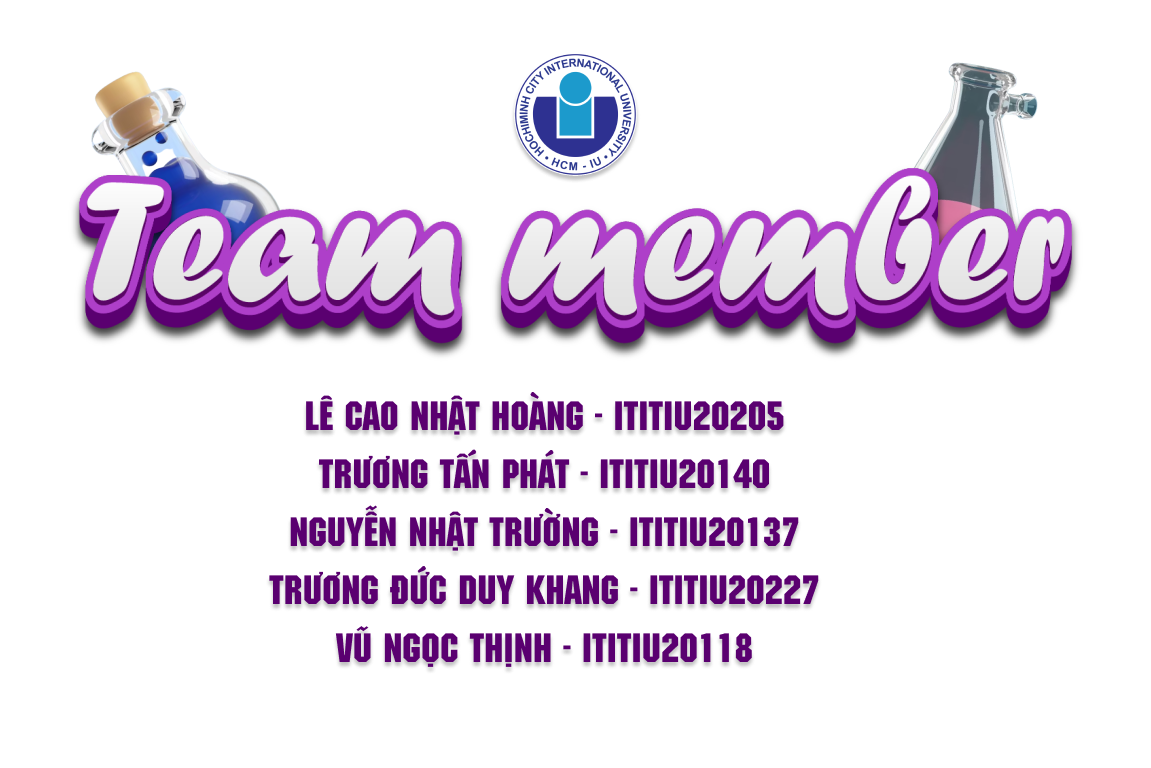 HOCHIMINH CITY INTERNATIONAL UNIVERSITY
• HCM - IU •
Team member
LÊ CAO NHẬT HOÀNG - ITITIU20205
TRƯƠNG TẤN PHÁT - ITITIU20140
NGUYỄN NHẬT TRƯỜNG - ITITIU20137
TRƯƠNG ĐỨC DUY KHANG - ITITIU20227
VŨ NGỌC THỊNH - ITITIU20118